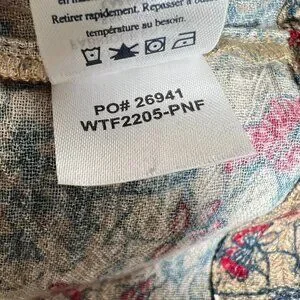 Retirer rapidement. Repasser à
température au besoin.
PO# 26941
WTF2205-PNF